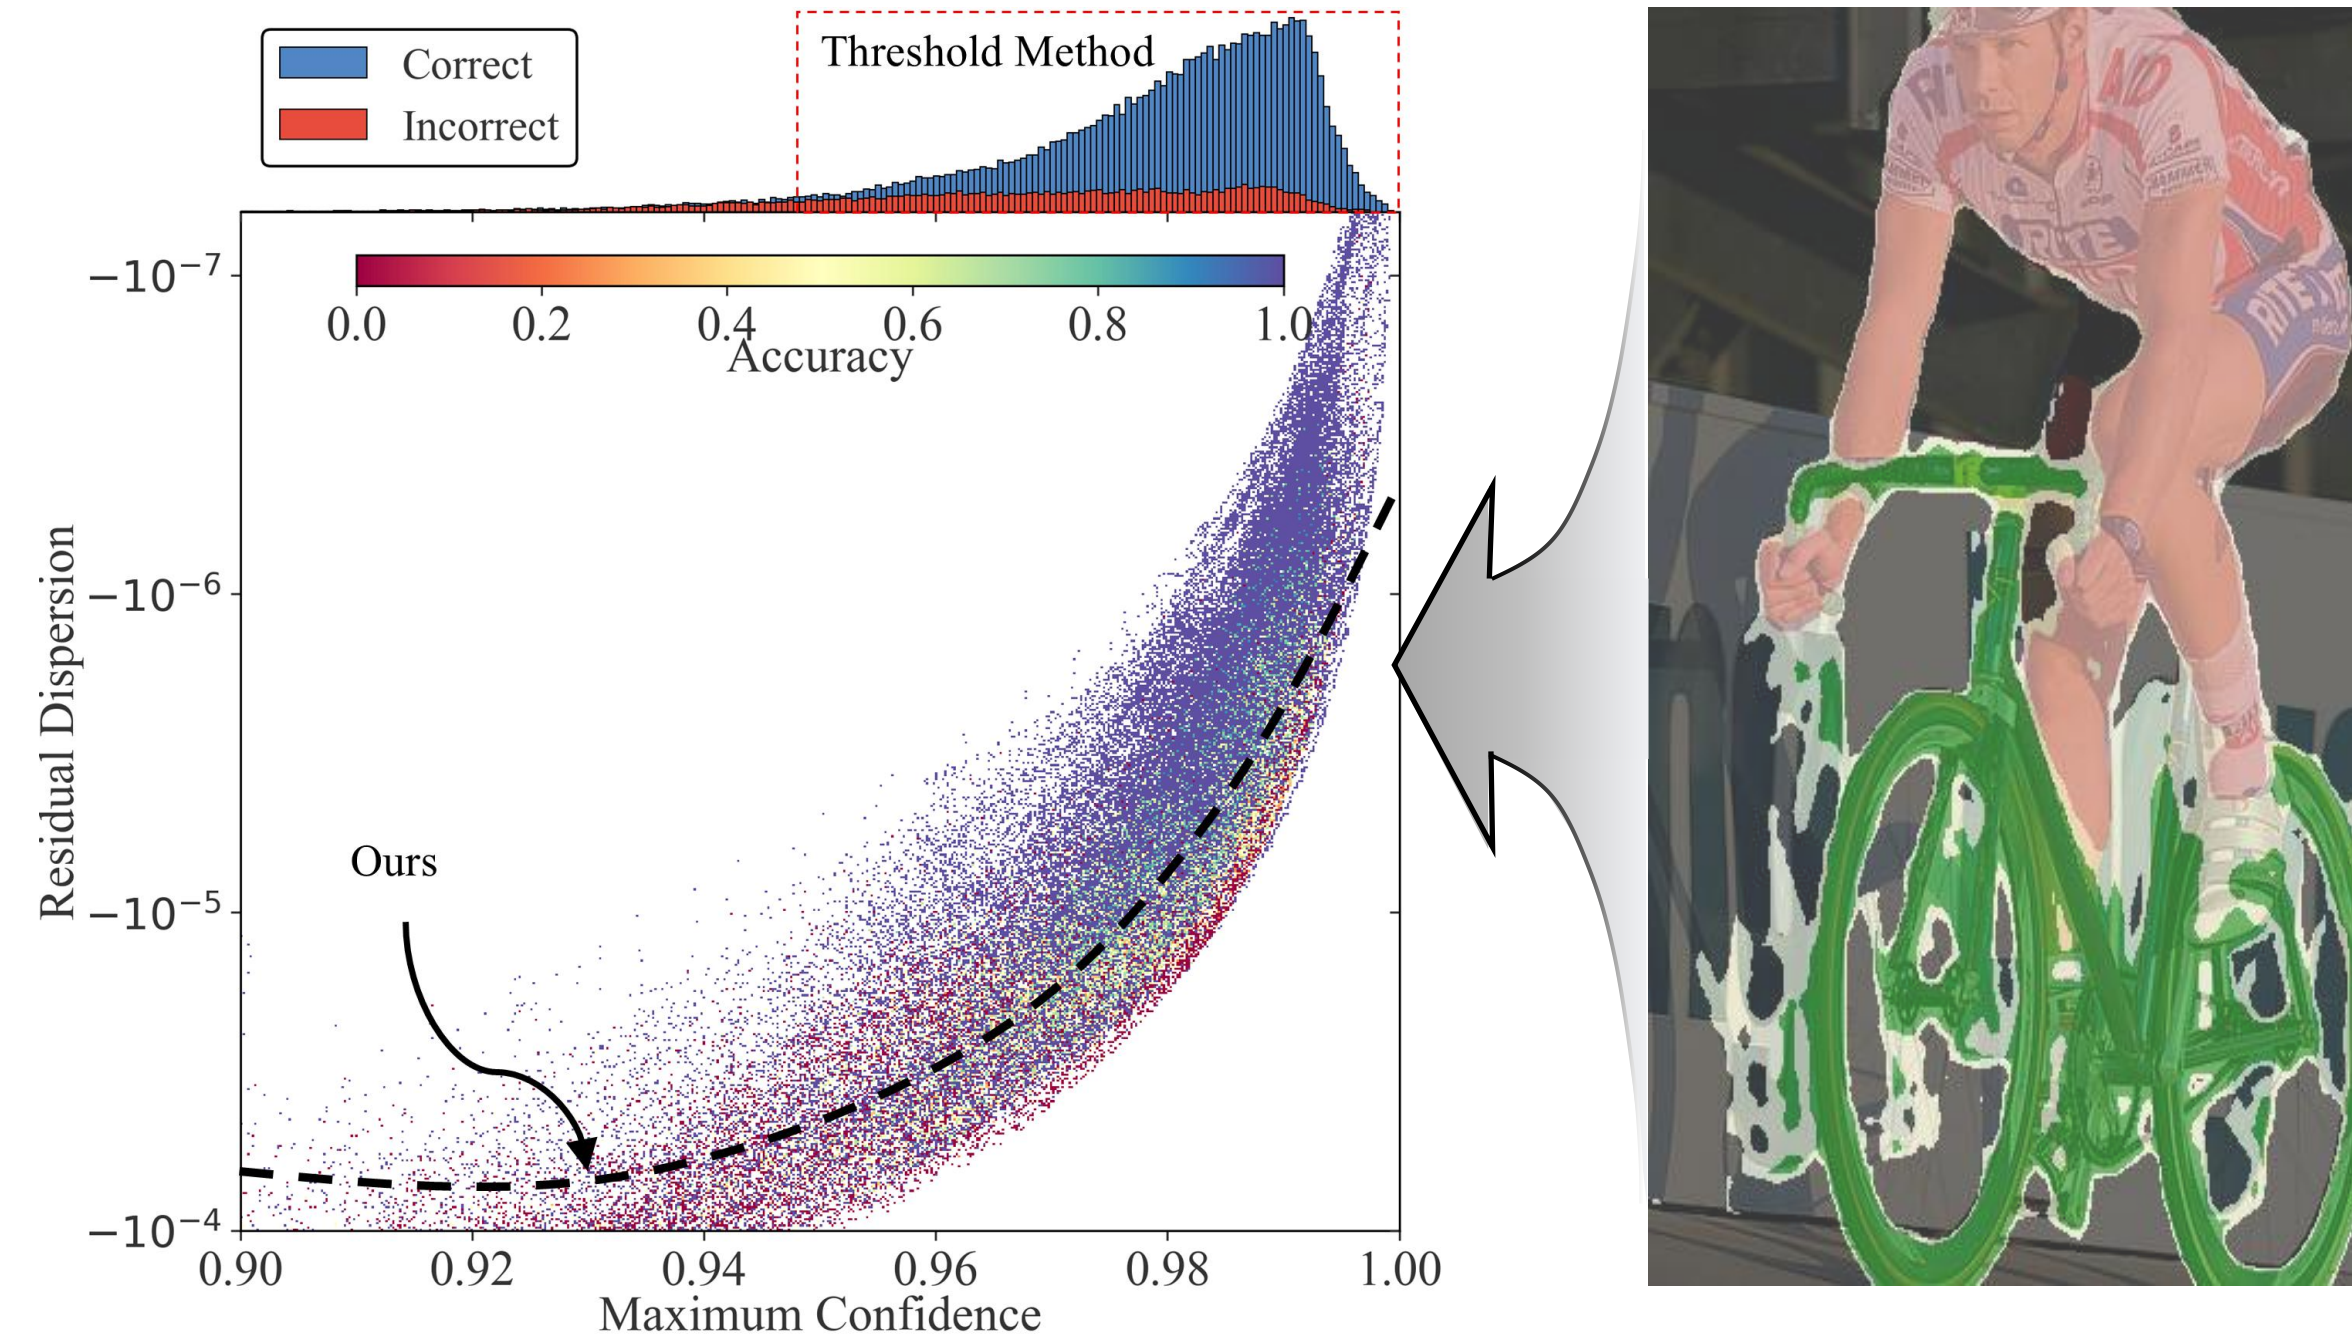 Correct
Incorrect
Threshold Method
−10⁻⁷
0.0 0.2 0.4 0.6 0.8 1.0
Accuracy
−10⁻⁶
Residual Dispersion
Ours
−10⁻⁵
−10⁻⁴
0.90 0.92 0.94 0.96 0.98 1.00
Maximum Confidence
AID
RITE